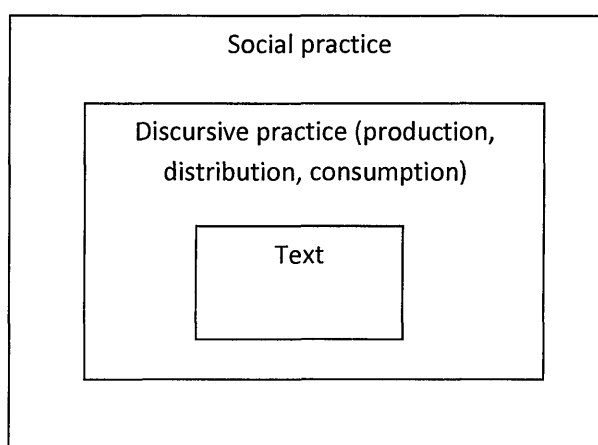 Social practice
Discursive practice (production,
distribution, consumption)
Text